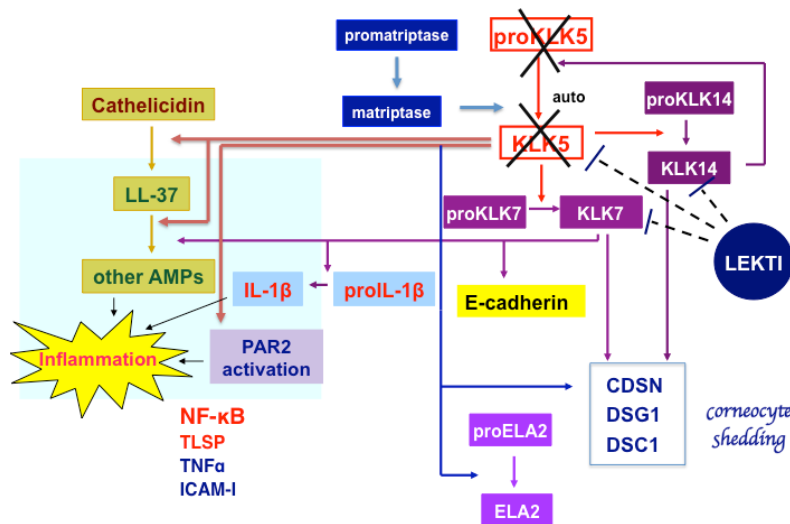 promatriptase
proKLK5
auto
proKLK14
Cathelicidin
matriptase
KLK5
KLK14
LL-37
proKLK7
KLK7
LEKTI
other AMPs
IL-1β
proIL-1β
E-cadherin
Inflammation
PAR2
activation
CDSN
DSG1
DSC1
corneocyte
shedding
NF-κB
TLSP
TNFα
ICAM-I
proELA2
ELA2